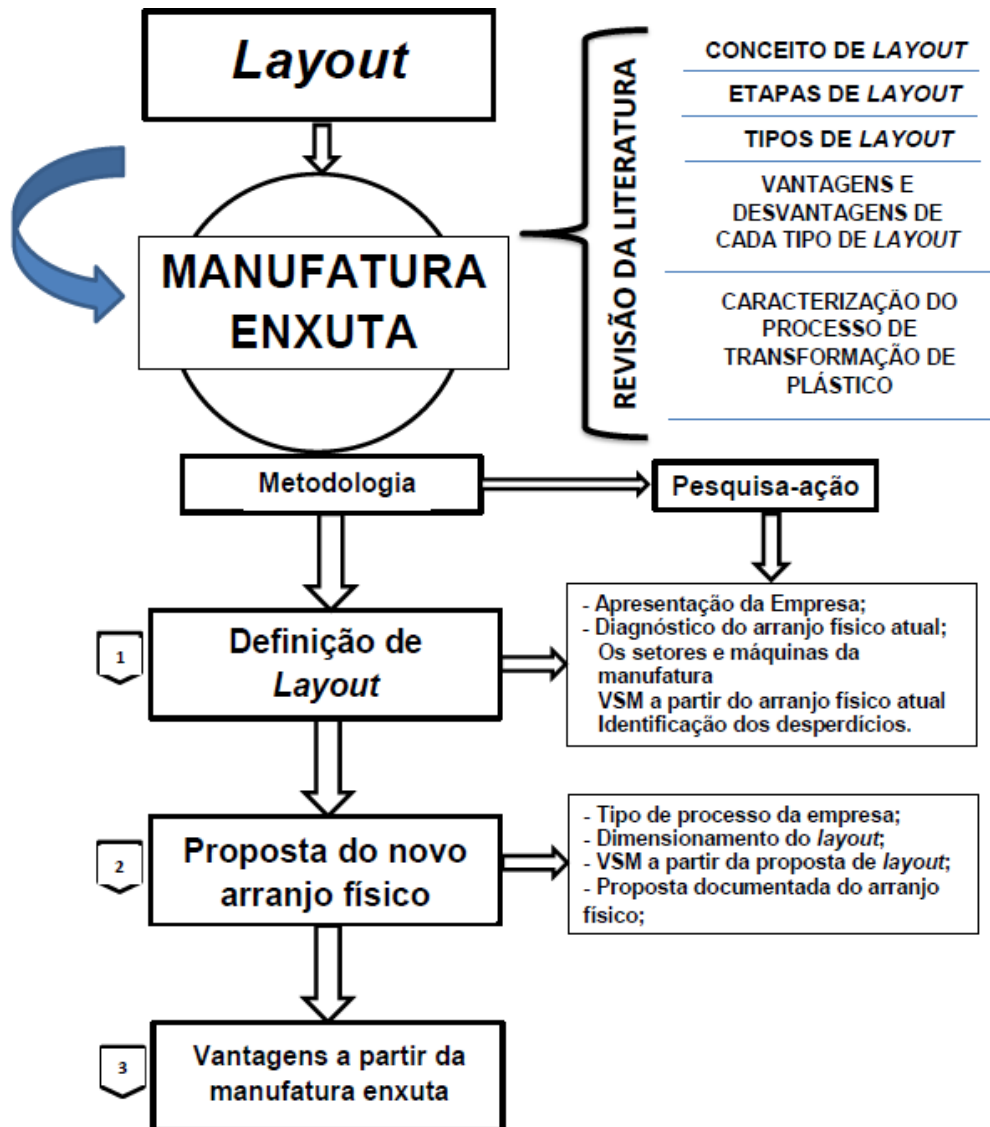 Layout
MANUFATURA
ENXUTA
REVISÃO DA LITERATURA
CONCEITO DE LAYOUT
ETAPAS DE LAYOUT
TIPOS DE LAYOUT
VANTAGENS E
DESVANTAGENS DE
CADA TIPO DE LAYOUT
CARACTERIZAÇÃO DO
PROCESSO DE
TRANSFORMAÇÃO DE
PLÁSTICO
Metodologia
Pesquisa-ação
1
Definição de
Layout
- Apresentação da Empresa;
- Diagnóstico do arranjo físico atual;
Os setores e máquinas da
manufatura
VSM a partir do arranjo físico atual
Identificação dos desperdícios.
2
Proposta do novo
arranjo físico
- Tipo de processo da empresa;
- Dimensionamento do layout;
- VSM a partir da proposta de layout;
- Proposta documentada do arranjo
físico;
3
Vantagens a partir da
manufatura enxuta